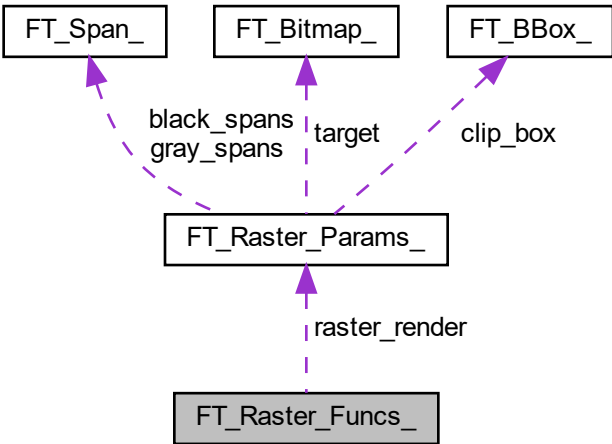 FT_Span_
FT_Bitmap_
FT_BBox_
black_spans
gray_spans
target
clip_box
FT_Raster_Params_
raster_render
FT_Raster_Funcs_